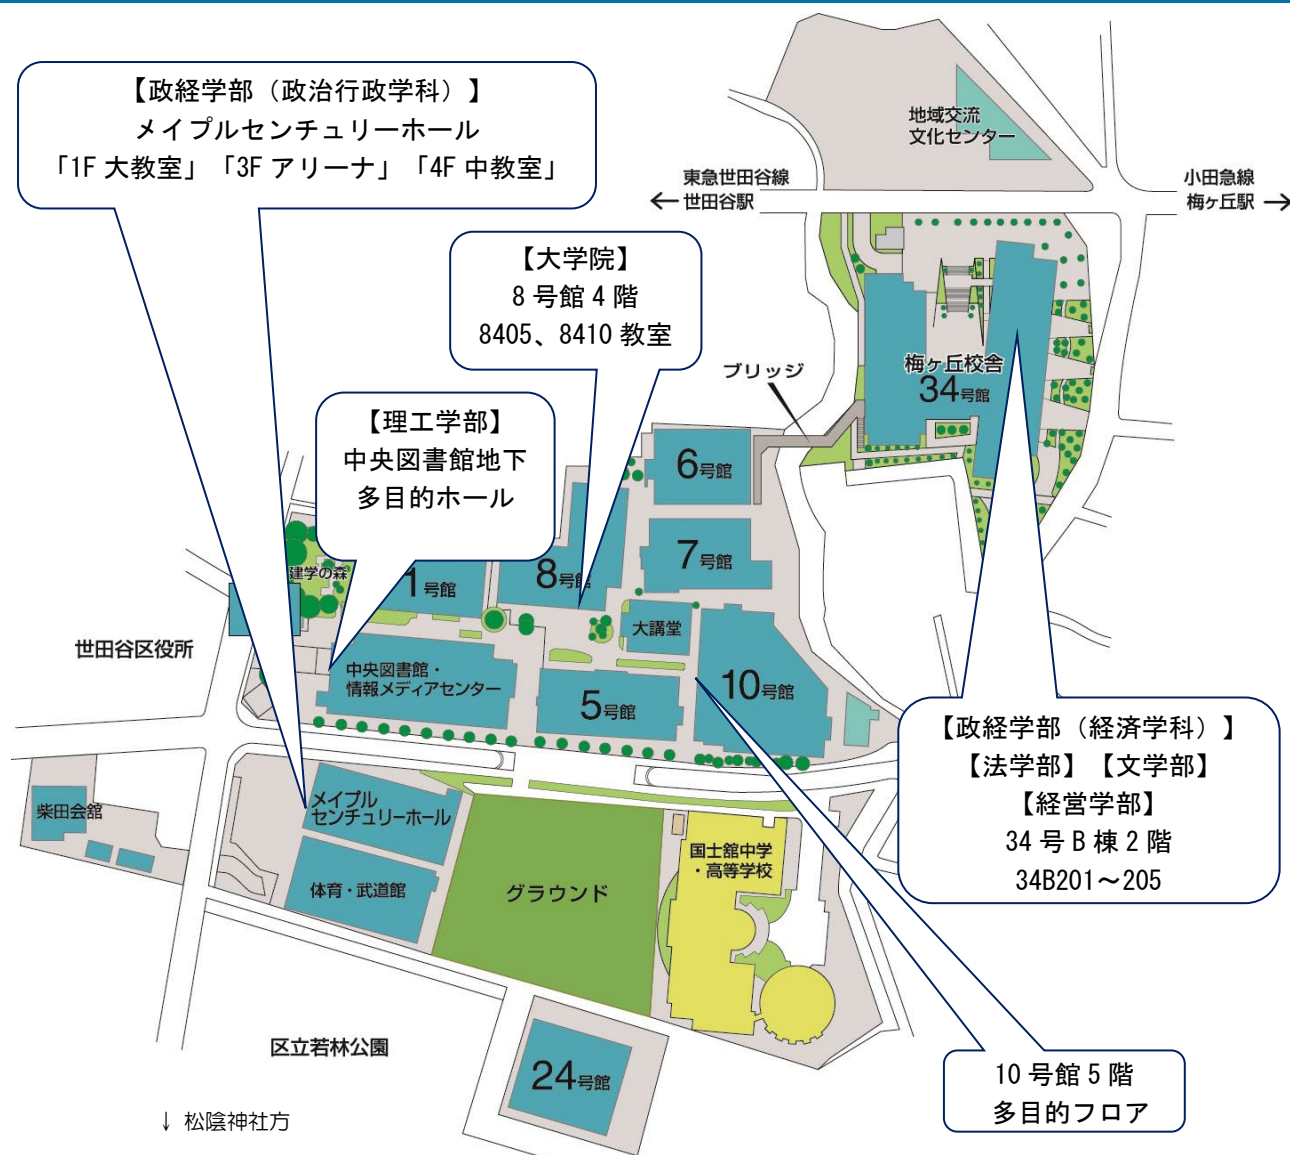 【政経学部（政治行政学科）】
メイプルセンチュリーホール
「1F 大教室」「3F アリーナ」「4F 中教室」
地域交流
文化センター
東急世田谷線
← 世田谷駅
小田急線
梅ヶ丘駅 →
【大学院】
8 号館 4 階
8405、8410 教室
ブリッジ
梅ヶ丘校舎
34号館
【理工学部】
中央図書館地下
多目的ホール
6号館
7号館
8号館
1号館
建学の森
大講堂
世田谷区役所
中央図書館・
情報メディアセンター
5号館
10号館
【政経学部（経済学科）】
【法学部】【文学部】
【経営学部】
34 号 B 棟 2 階
34B201～205
柴田会舘
メイプル
センチュリーホール
体育・武道館
グラウンド
国士舘中学
・高等学校
区立若林公園
24号館
10 号館 5 階
多目的フロア
↓ 松陰神社方